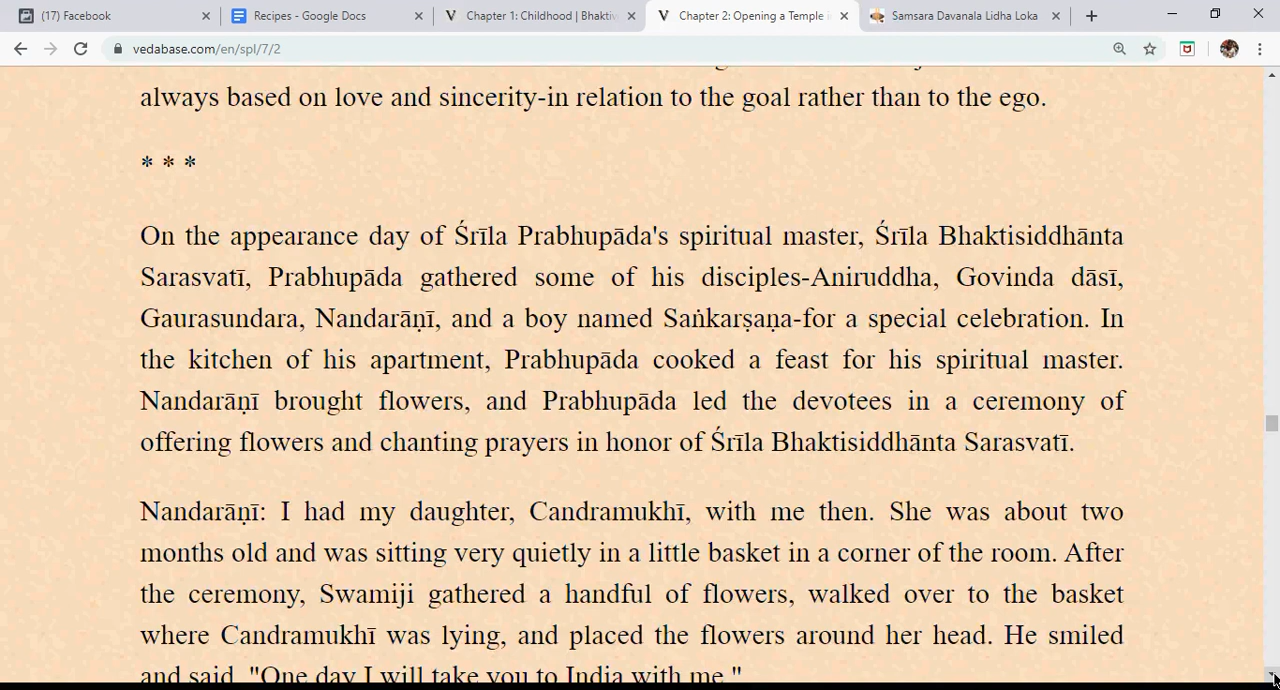 (17) Facebook
Recipes - Google Docs
Chapter 1: Childhood | Bhaktiv
Chapter 2: Opening a Temple i
Samsara Davanala Lidha Loka
vedabase.com/en/spl/7/2
always based on love and sincerity-in relation to the goal rather than to the ego.
* * *
On the appearance day of Śrīla Prabhupāda's spiritual master, Śrīla Bhaktisiddhānta
Sarasvatī, Prabhupāda gathered some of his disciples-Aniruddha, Govinda dāsī,
Gaurasundara, Nandarāṇī, and a boy named Saṅkarṣaṇa-for a special celebration. In
the kitchen of his apartment, Prabhupāda cooked a feast for his spiritual master.
Nandarāṇī brought flowers, and Prabhupāda led the devotees in a ceremony of
offering flowers and chanting prayers in honor of Śrīla Bhaktisiddhānta Sarasvatī.
Nandarāṇī: I had my daughter, Candramukhī, with me then. She was about two
months old and was sitting very quietly in a little basket in a corner of the room. After
the ceremony, Swamiji gathered a handful of flowers, walked over to the basket
where Candramukhī was lying, and placed the flowers around her head. He smiled
and said, "One day I will take you to India with me."